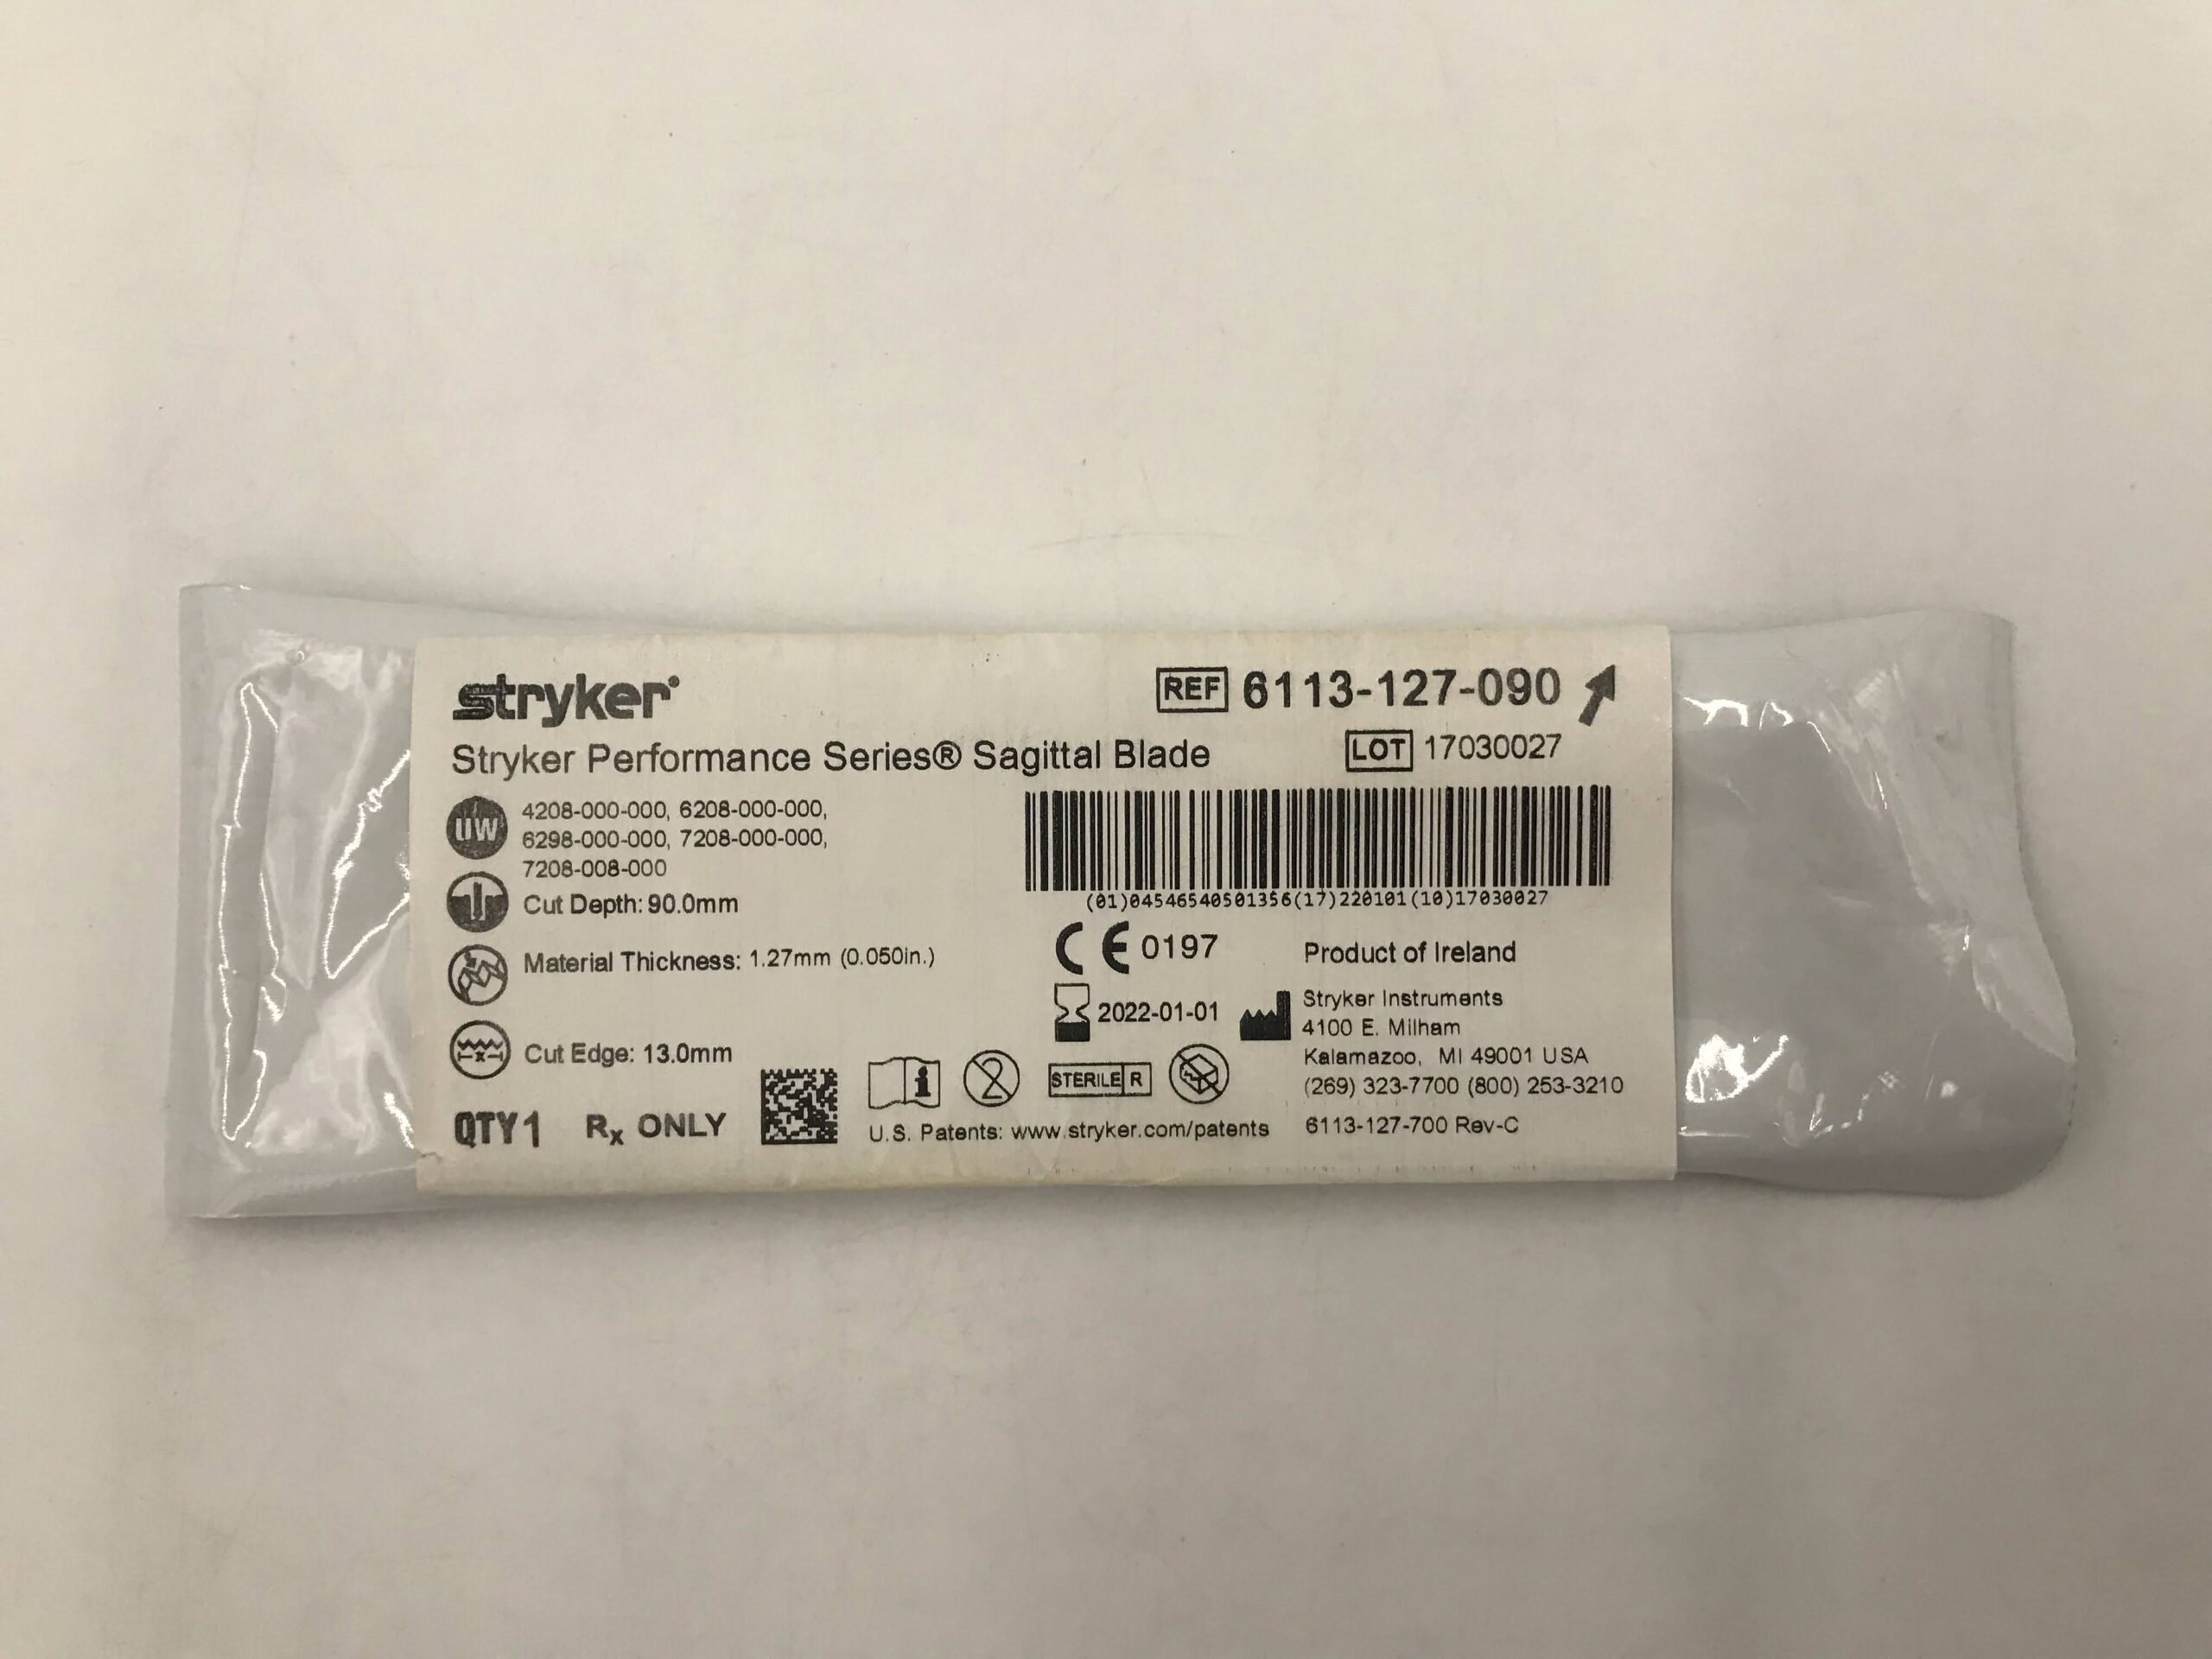 stryker
REF 6113-127-090
Stryker Performance Series® Sagittal Blade
LOT 17030027
UW
4208-000-000, 6208-000-000,
6298-000-000, 7208-000-000,
7208-008-000
Cut Depth: 90.0mm
Material Thickness: 1.27mm (0.050in.)
Cut Edge: 13.0mm
QTY 1 Rx ONLY
(01)04546540501356(17)220101(10)17030027
CE 0197
2022-01-01
2
STERILE R
U.S. Patents: www.stryker.com/patents
Product of Ireland
Stryker Instruments
4100 E. Milham
Kalamazoo, MI 49001 USA
(269) 323-7700 (800) 253-3210
6113-127-700 Rev-C